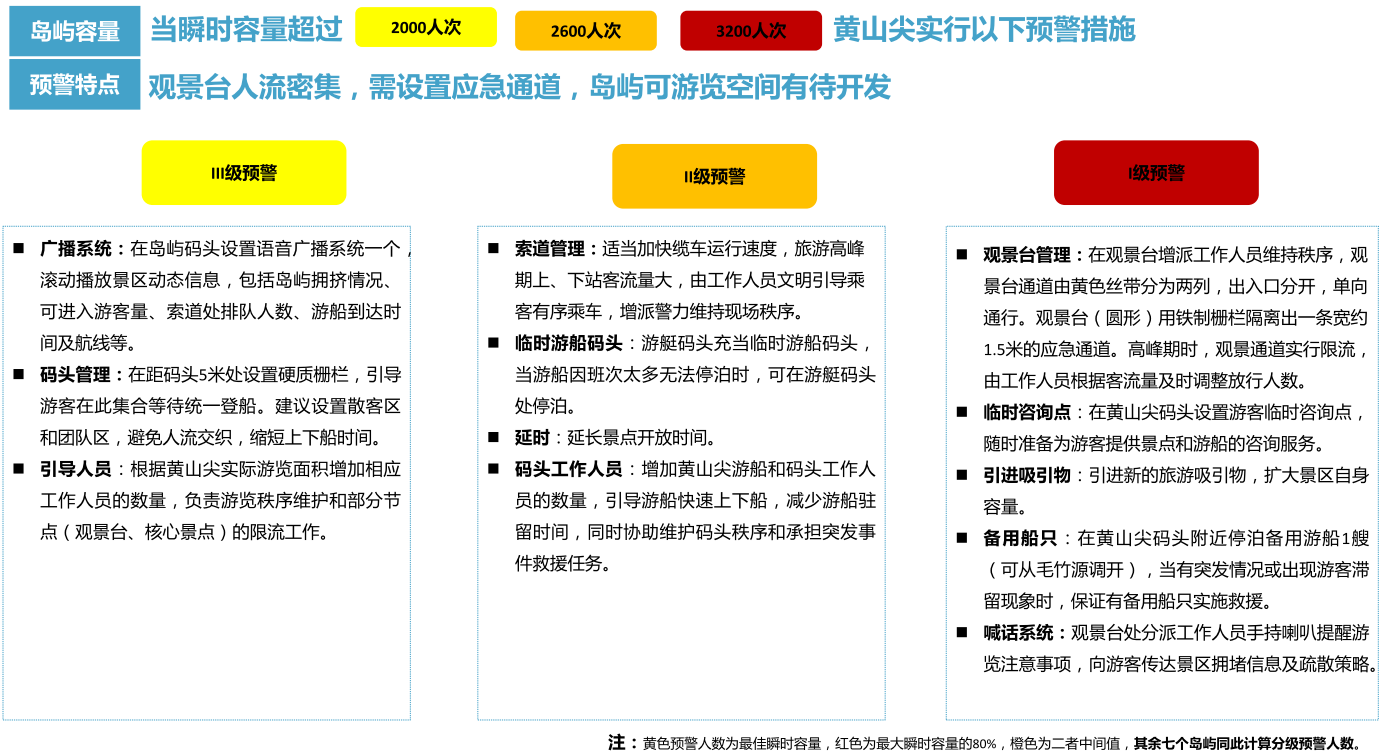 岛屿容量 当瞬时容量超过 2000人次 2600人次 3200人次 黄山尖实行以下预警措施
预警特点 观景台人流密集，需设置应急通道，岛屿可游览空间有待开发
III级预警
■ 广播系统：在岛屿码头设置语音广播系统一个，
滚动播放景区动态信息，包括岛屿拥挤情况、
可进入游客量、索道处排队人数、游船到达时
间及航线等。
■ 码头管理：在距码头5米处设置硬质栅栏，引导
游客在此集合等待统一登船。建议设置散客区
和团队区，避免人流交织，缩短上下船时间。
■ 引导人员：根据黄山尖实际游览面积增加相应
工作人员的数量，负责游览秩序维护和部分节
点（观景台、核心景点）的限流工作。
II级预警
■ 索道管理：适当加快缆车运行速度，旅游高峰
期上、下站客流量大，由工作人员文明引导乘
客有序乘车，增派警力维持现场秩序。
■ 临时游船码头：游艇码头充当临时游船码头，
当游船因班次太多无法停泊时，可在游艇码头
处停泊。
■ 延时：延长景点开放时间。
■ 码头工作人员：增加黄山尖游船和码头工作人
员的数量，引导游船快速上下船，减少游船驻
留时间，同时协助维护码头秩序和承担突发事
件救援任务。
I级预警
■ 观景台管理：在观景台增派工作人员维持秩序，观
景台通道由黄色丝带分为两列，出入口分开，单向
通行。观景台（圆形）用铁制栅栏隔离出一条宽约
1.5米的应急通道。高峰期时，观景通道实行限流，
由工作人员根据客流量及时调整放行人数。
■ 临时咨询点：在黄山尖码头设置游客临时咨询点，
随时准备为游客提供景点和游船的咨询服务。
■ 引进吸引物：引进新的旅游吸引物，扩大景区自身
容量。
■ 备用船只：在黄山尖码头附近停泊备用游船1艘
（可从毛竹源调开），当有突发情况或出现游客滞
留现象时，保证有备用船只实施救援。
■ 喊话系统：观景台处分派工作人员手持喇叭提醒游
览注意事项，向游客传达景区拥堵信息及疏散策略。
注：黄色预警人数为最佳瞬时容量，红色为最大瞬时容量的80%，橙色为二者中间值，其余七个岛屿同此计算分级预警人数。